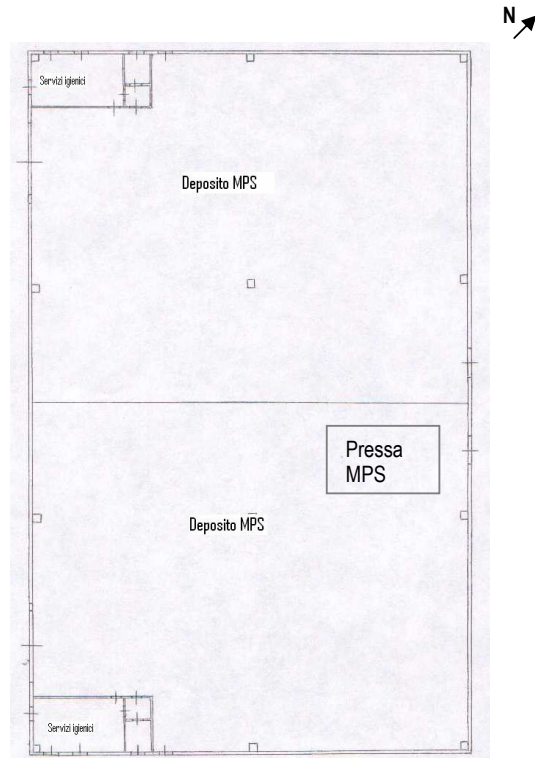 N
Servizi igienici
Deposito MPS
Pressa
MPS
Deposito MPS
Servizi igienici